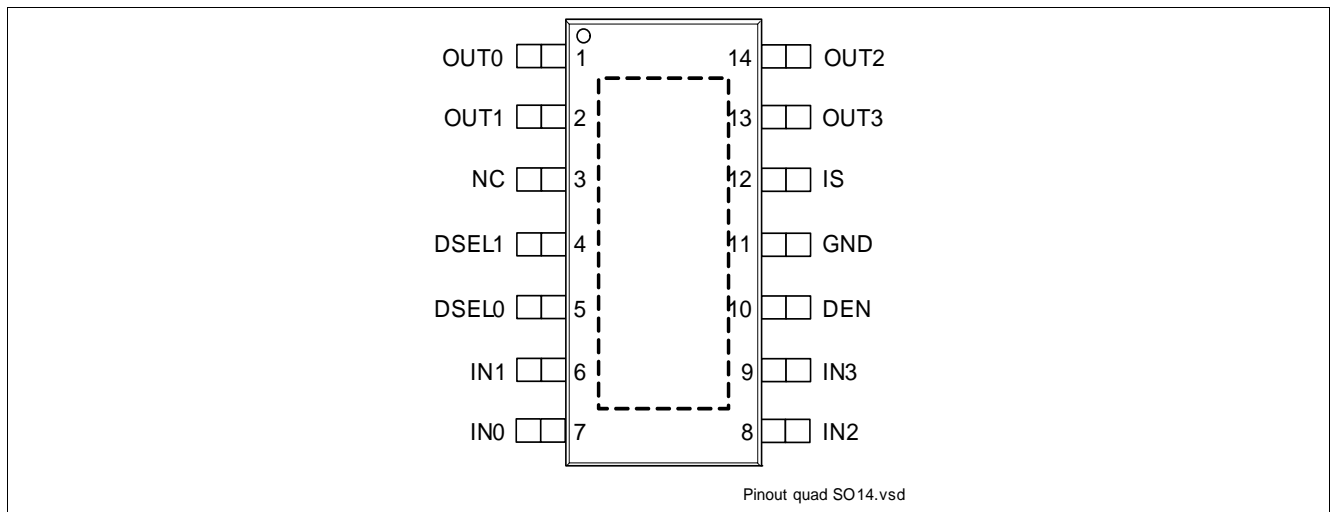 OUT0 1 14 OUT2
OUT1 2 13 OUT3
NC 3 12 IS
DSEL1 4 11 GND
DSEL0 5 10 DEN
IN1 6 9 IN3
IN0 7 8 IN2
Pinout quad SO14.vsd